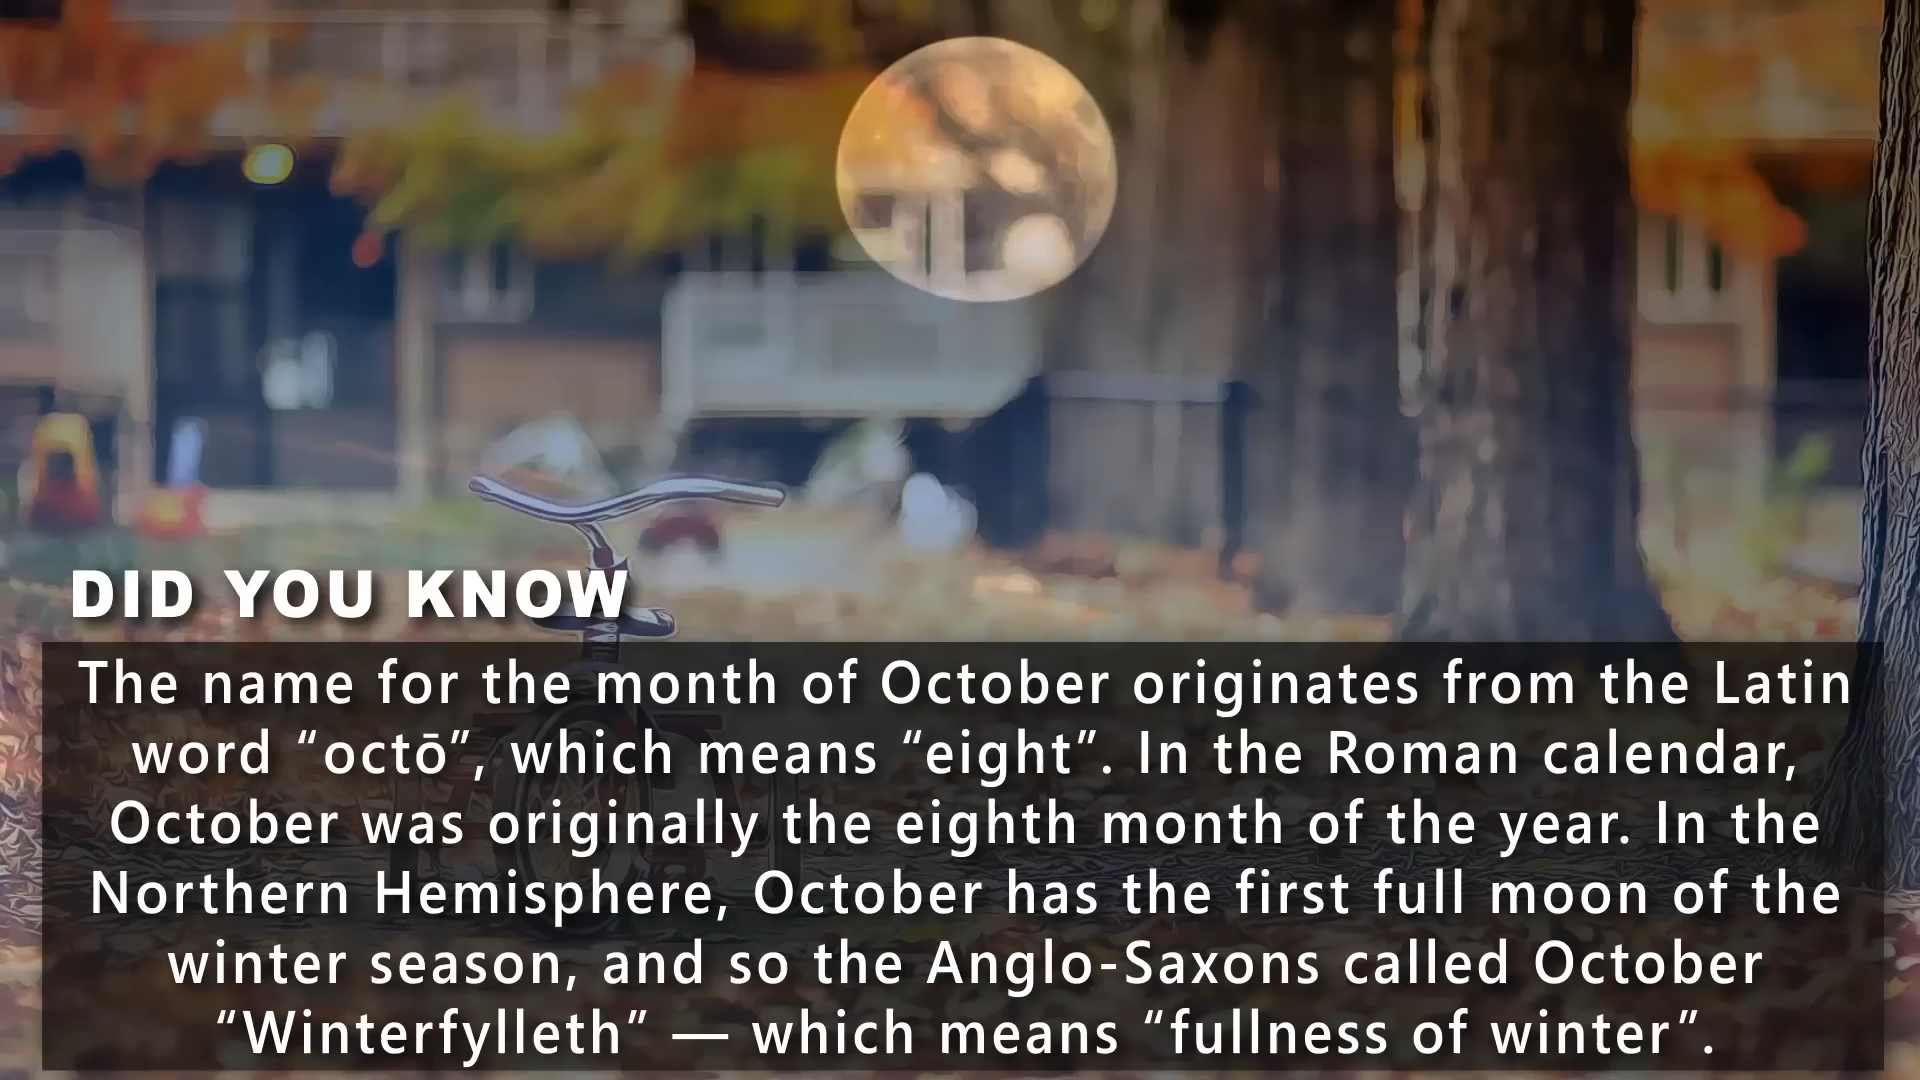 DID YOU KNOW
The name for the month of October originates from the Latin
word “octō”, which means “eight”. In the Roman calendar,
October was originally the eighth month of the year. In the
Northern Hemisphere, October has the first full moon of the
winter season, and so the Anglo-Saxons called October
“Winterfylleth” — which means “fullness of winter”.